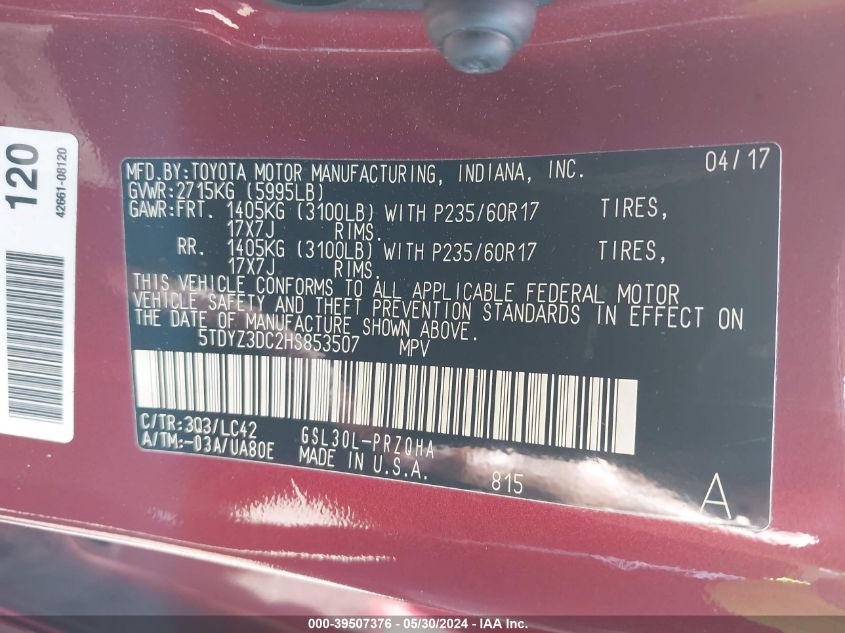 120
42661-08120
MFD.BY:TOYOTA MOTOR MANUFACTURING, INDIANA, INC. 04/17
GVWR:2715KG (5995LB)
GAWR:FRT. 1405KG (3100LB) WITH P235/60R17 TIRES,
17X7J RIMS.
RR. 1405KG (3100LB) WITH P235/60R17 TIRES,
17X7J RIMS.
THIS VEHICLE CONFORMS TO ALL APPLICABLE FEDERAL MOTOR
VEHICLE SAFETY AND THEFT PREVENTION STANDARDS IN EFFECT ON
THE DATE OF MANUFACTURE SHOWN ABOVE.
5TDYZ3DC2HS853507 MPV
C/TR:3Q3/LC42 GSL30L-PRZQHA
A/TM:-03A/UA80E MADE IN U.S.A. 815 A
000-39507376 - 05/30/2024 - IAAI Inc.